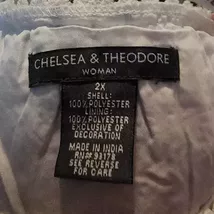 CHELSEA & THEODORE
WOMAN
2X
SHELL:
100% POLYESTER
LINING:
100% POLYESTER
EXCLUSIVE OF
DECORATION
MADE IN INDIA
RN# 93178
SEE REVERSE
FOR CARE